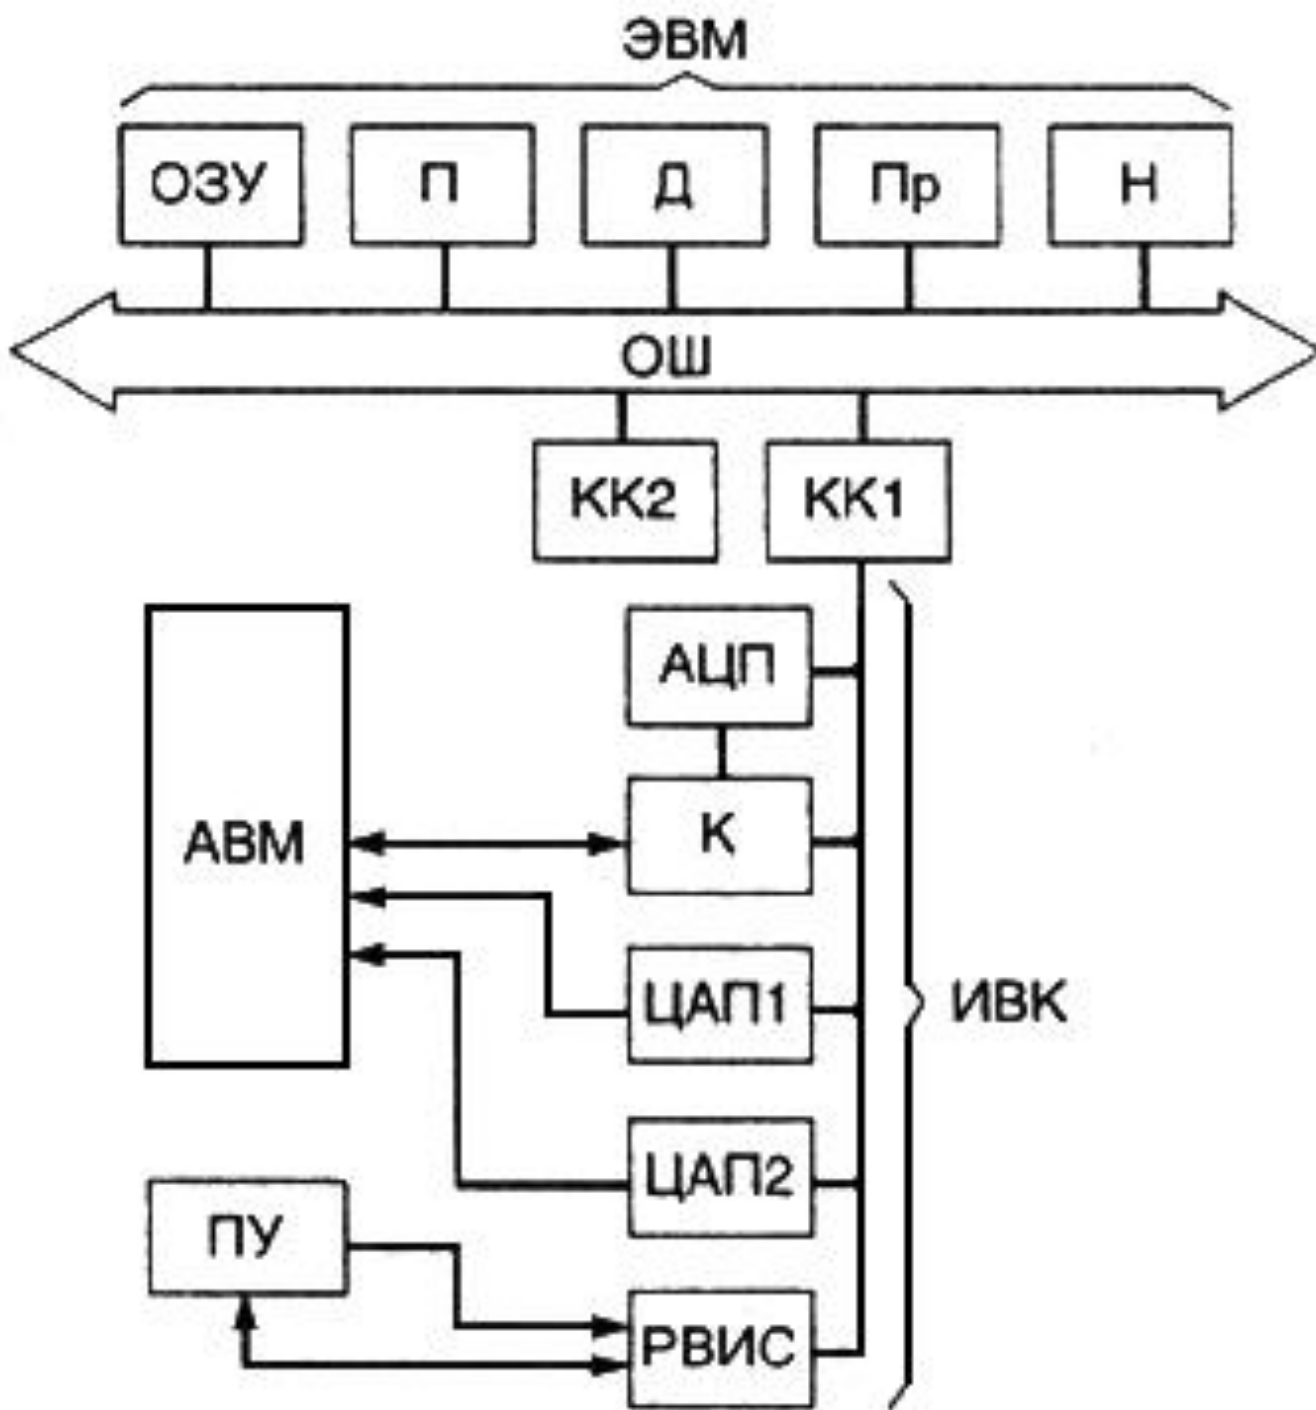 ЭВМ
ОЗУ
П
Д
Пр
Н
ОШ
КК2
КК1
АЦП
АВМ
К
ЦАП1
ИВК
ЦАП2
ПУ
РВИС